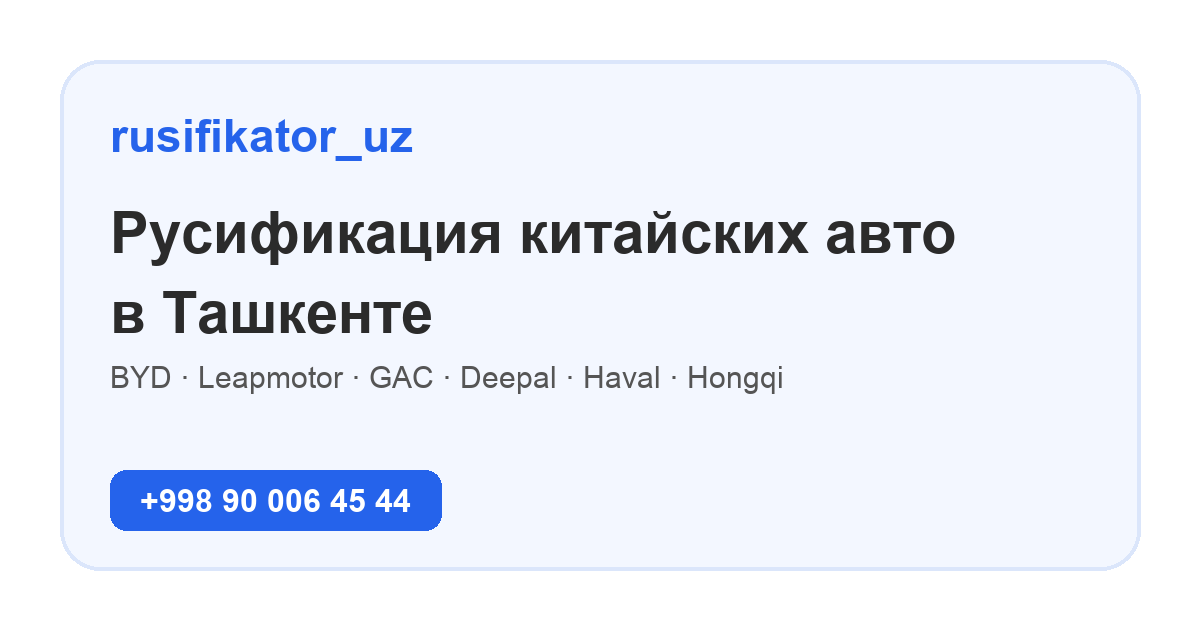 rusifikator_uz
Русификация китайских авто
в Ташкенте
BYD · Leapmotor · GAC · Deepal · Haval · Hongqi
+998 90 006 45 44